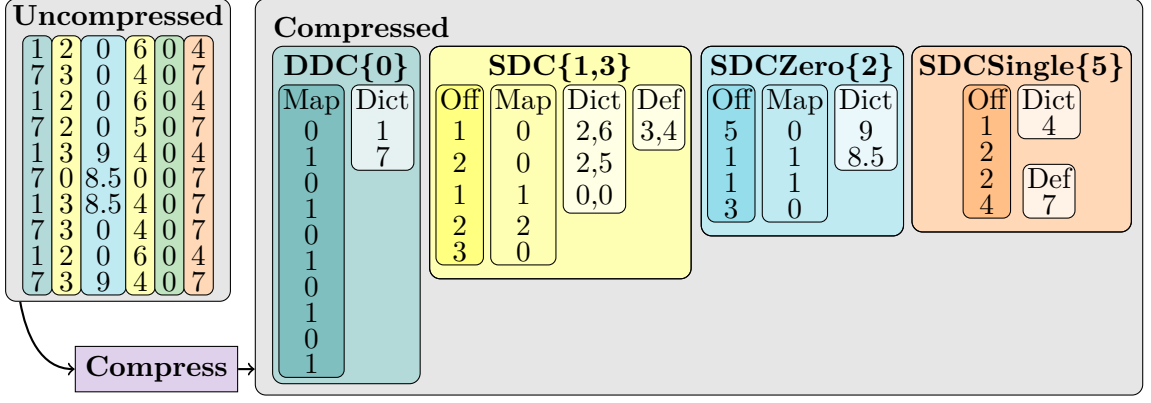 Uncompressed
1 2 0 6 0 4
7 3 0 4 0 7
1 2 0 6 0 4
7 2 0 5 0 7
1 3 9 4 0 4
7 0 8.5 0 0 7
1 3 8.5 4 0 7
7 3 0 4 0 7
1 2 0 6 0 4
7 3 9 4 0 7
Compress
Compressed
DDC{0}
Map Dict
0 1
1 7
0
1
0
1
0
1
0
1
SDC{1,3}
Off Map Dict Def
1 0 2,6 3,4
2 0 2,5
1 1 0,0
2 2
3 0
SDCZero{2}
Off Map Dict
5 0 9
1 1 8.5
1 1
3 0
SDCSingle{5}
Off Dict
1 4
2
2 Def
4 7